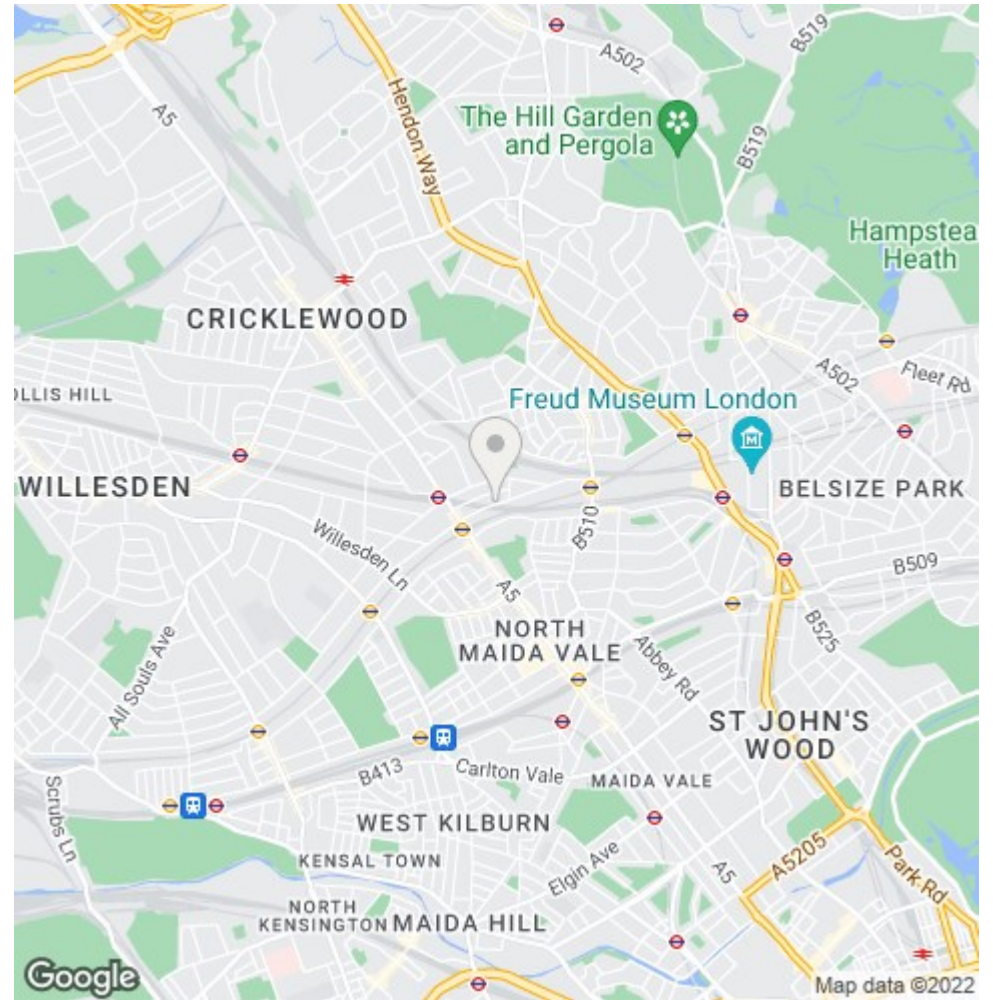 A502
B519
A5
Hendon Way
The Hill Garden
and Pergola
B519
Hampstea
Heath
CRICKLEWOOD
A502
Fleet Rd
OLLIS HILL
Freud Museum London
WILLESDEN
BELSIZE PARK
B510
Willesden Ln
A5
B509
NORTH
MAIDA VALE
Abbey Rd
B525
All Souls Ave
ST JOHN'S
WOOD
B413
Carlton Vale
MAIDA VALE
Scrubs Ln
WEST KILBURN
A5205
KENSAL TOWN
Elgin Ave
A5
Park Rd
NORTH
KENSINGTON
MAIDA HILL
Google
Map data ©2022